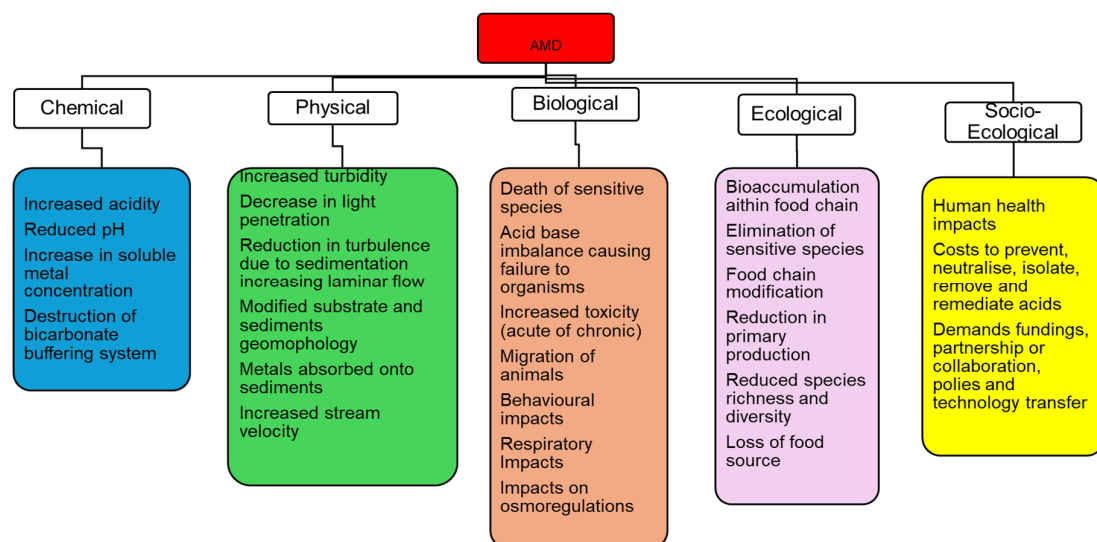 AMD
Chemical
Physical
Biological
Ecological
Socio-
Ecological
Increased acidity
Reduced pH
Increase in soluble
metal
concentration
Destruction of
bicarbonate
buffering system
Increased turbidity
Decrease in light
penetration
Reduction in turbulence
due to sedimentation
increasing laminar flow
Modified substrate and
sediments
geomophology
Metals absorbed onto
sediments
Increased stream
velocity
Death of sensitive
species
Acid base
imbalance causing
failure to
organisms
Increased toxicity
(acute of chronic)
Migration of
animals
Behavioural
impacts
Respiratory
Impacts
Impacts on
osmoregulations
Bioaccumulation
aithin food chain
Elimination of
sensitive species
Food chain
modification
Reduction in
primary
production
Reduced species
richness and
diversity
Loss of food
source
Human health
impacts
Costs to prevent,
neutralise, isolate,
remove and
remediate acids
Demands fundings,
partnership or
collaboration,
polies and
technology transfer